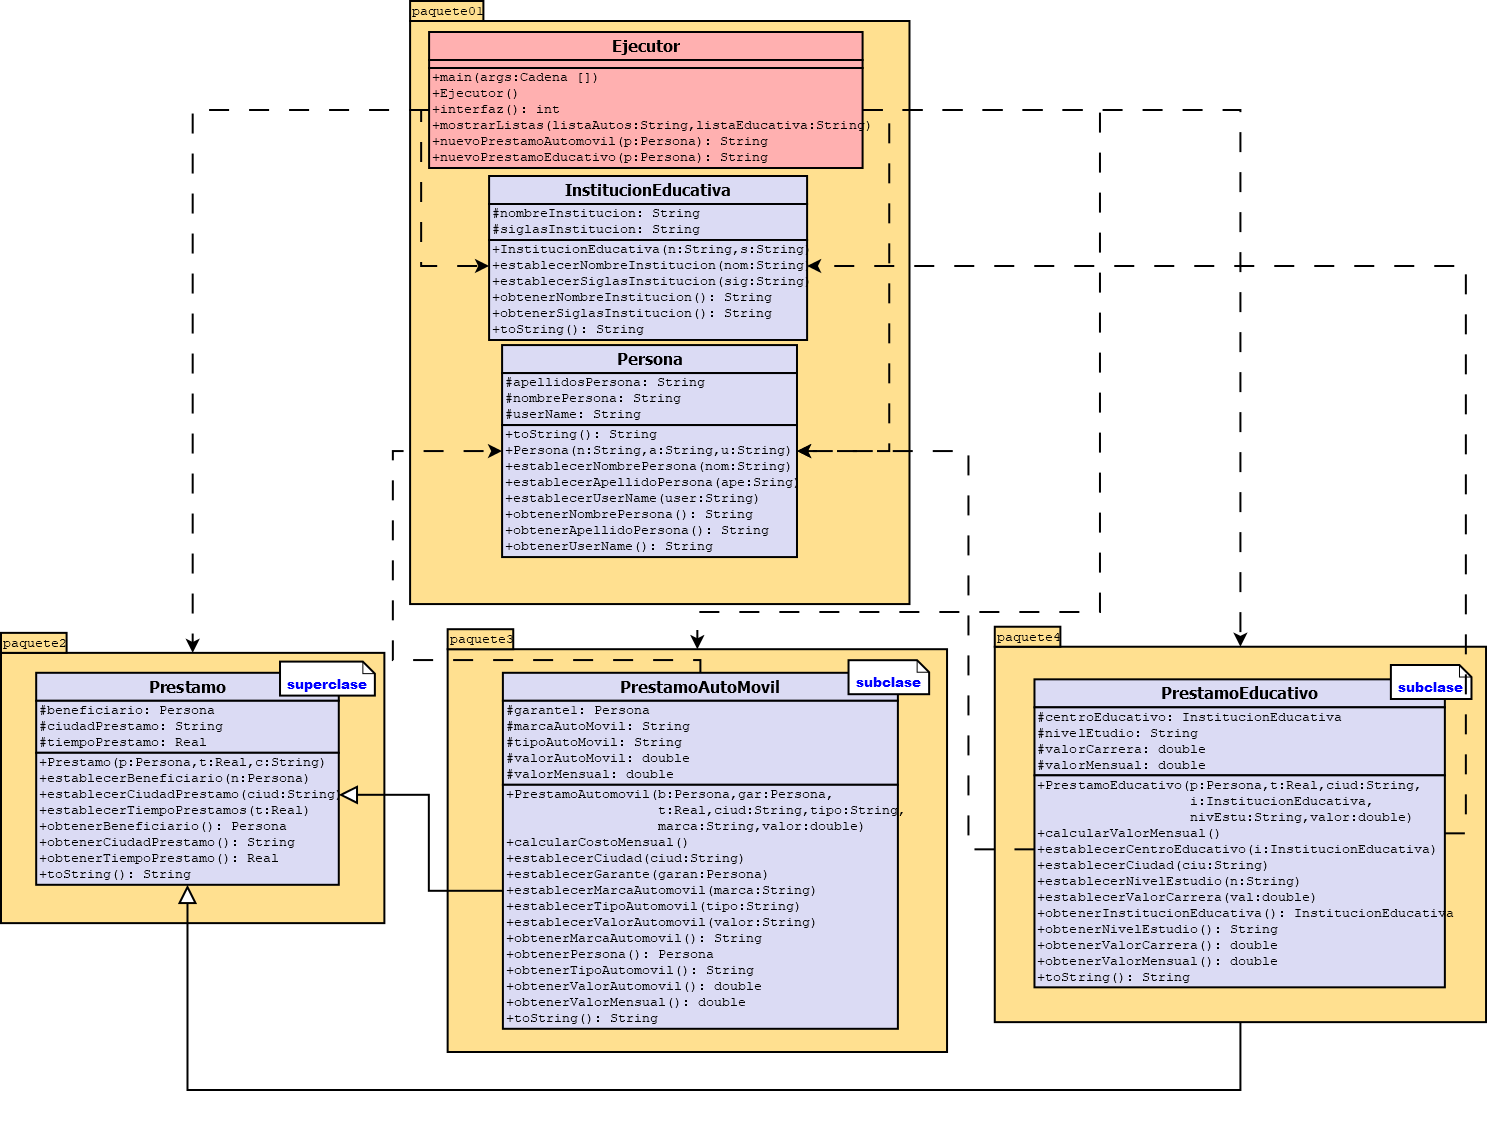 paquete01
Ejecutor
+main(args:Cadena [])
+Ejecutor()
+interfaz(): int
+mostrarListas(listaAutos:String,listaEducativa:String)
+nuevoPrestamoAutomovil(p:Persona): String
+nuevoPrestamoEducativo(p:Persona): String
InstitucionEducativa
#nombreInstitucion: String
#siglasInstitucion: String
+InstitucionEducativa(n:String,s:String)
+establecerNombreInstitucion(nom:String
+establecerSiglasInstitucion(sig:String)
+obtenerNombreInstitucion(): String
+obtenerSiglasInstitucion(): String
+toString(): String
Persona
#apellidosPersona: String
#nombrePersona: String
#userName: String
+toString(): String
+Persona(n:String,a:String,u:String)
+establecerNombrePersona(nom:String)
+establecerApellidoPersona(ape:Sring)
+establecerUserName(user:String)
+obtenerNombrePersona(): String
+obtenerApellidoPersona(): String
+obtenerUserName(): String
paquete2
Prestamo
superclase
#beneficiario: Persona
#ciudadPrestamo: String
#tiempoPrestamo: Real
+Prestamo(p:Persona,t:Real,c:String)
+establecerBeneficiario(n:Persona)
+establecerCiudadPrestamo(ciud:String)
+establecerTiempoPrestamos(t:Real)
+obtenerBeneficiario(): Persona
+obtenerCiudadPrestamo(): String
+obtenerTiempoPrestamo(): Real
+toString(): String
paquete3
PrestamoAutoMovil
subclase
#garante1: Persona
#marcaAutoMovil: String
#tipoAutoMovil: String
#valorAutoMovil: double
#valorMensual: double
+PrestamoAutomovil(b:Persona,gar:Persona,
t:Real,ciud:String,tipo:String,
marca:String,valor:double)
+calcularCostoMensual()
+establecerCiudad(ciud:String)
+establecerGarante(garan:Persona)
+establecerMarcaAutomovil(marca:String)
+establecerTipoAutomovil(tipo:String)
+establecerValorAutomovil(valor:String)
+obtenerMarcaAutomovil(): String
+obtenerPersona(): Persona
+obtenerTipoAutomovil(): String
+obtenerValorAutomovil(): double
+obtenerValorMensual(): double
+toString(): String
paquete4
PrestamoEducativo
subclase
#centroEducativo: InstitucionEducativa
#nivelEtudio: String
#valorCarrera: double
#valorMensual: double
+PrestamoEducativo(p:Persona,t:Real,ciud:String,
i:InstitucionEducativa,
nivEstu:String,valor:double)
+calcularValorMensual()
+establecerCentroEducativo(i:InstitucionEducativa)
+establecerCiudad(ciu:String)
+establecerNivelEstudio(n:String)
+establecerValorCarrera(val:double)
+obtenerInstitucionEducativa(): InstitucionEducativa
+obtenerNivelEstudio(): String
+obtenerValorCarrera(): double
+obtenerValorMensual(): double
+toString(): String